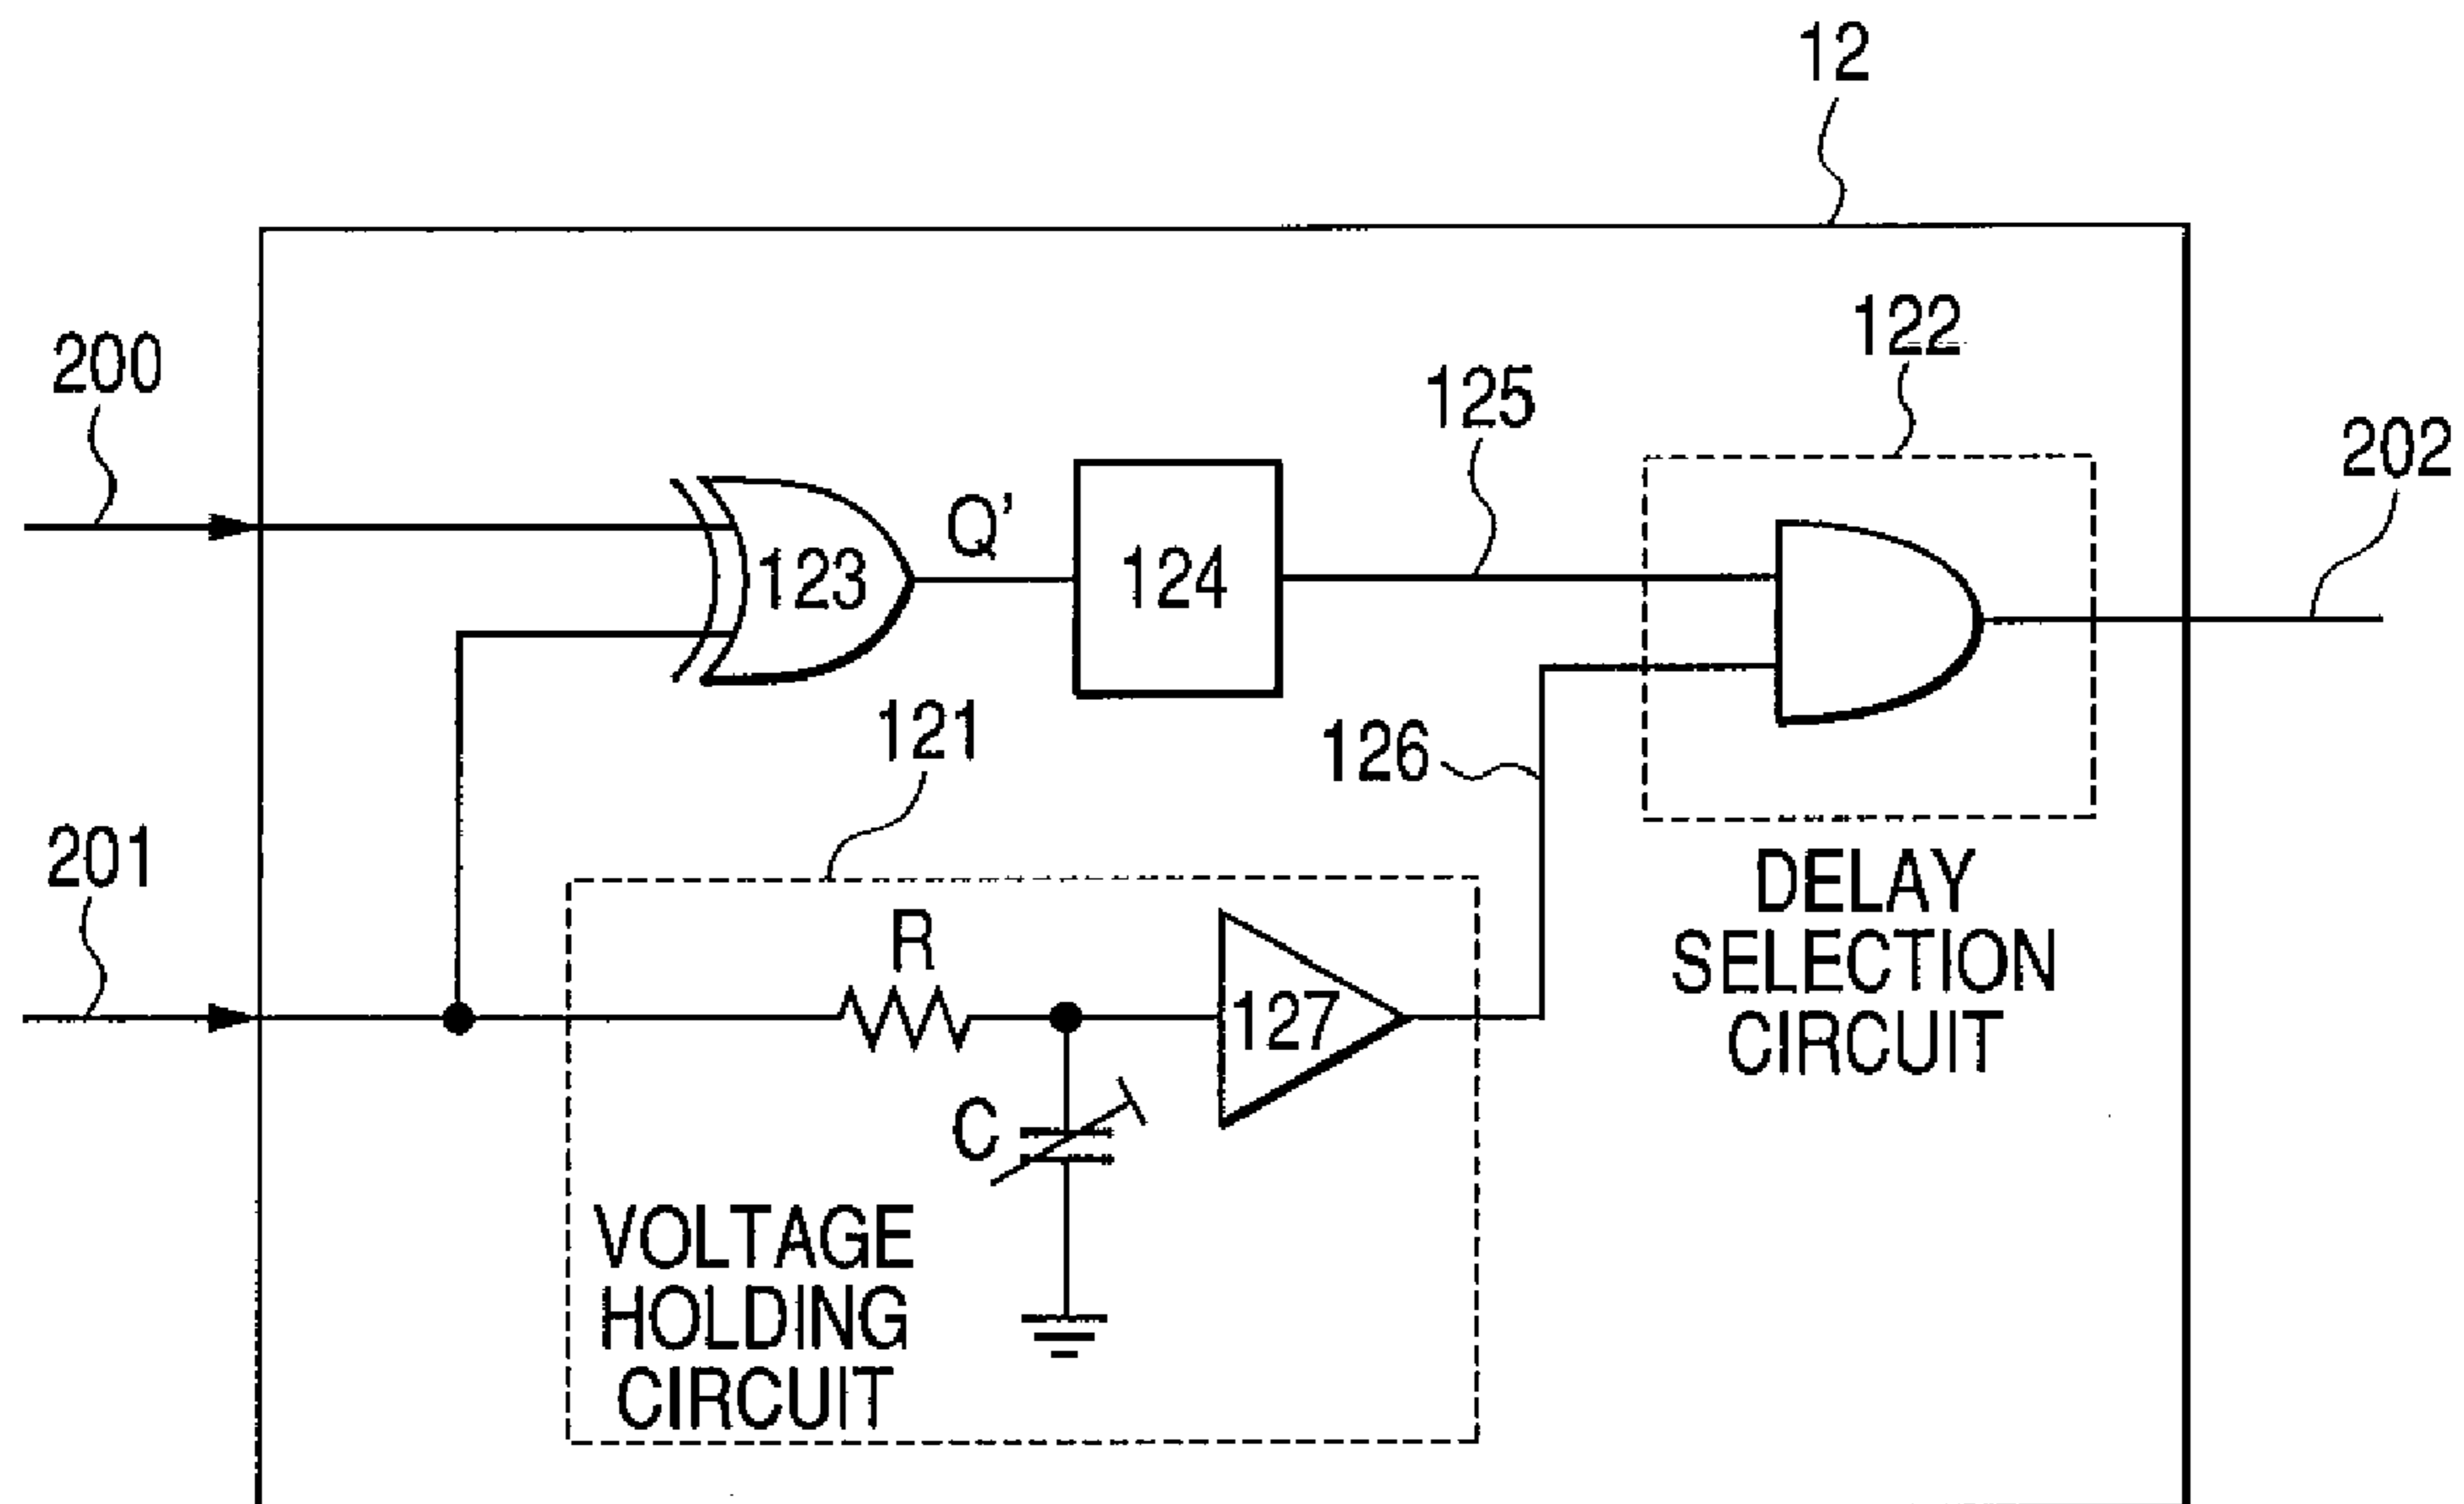 12
122
200
125
202
Q'
123
124
121
126
201
DELAY
SELECTION
CIRCUIT
R
127
C
VOLTAGE
HOLDING
CIRCUIT